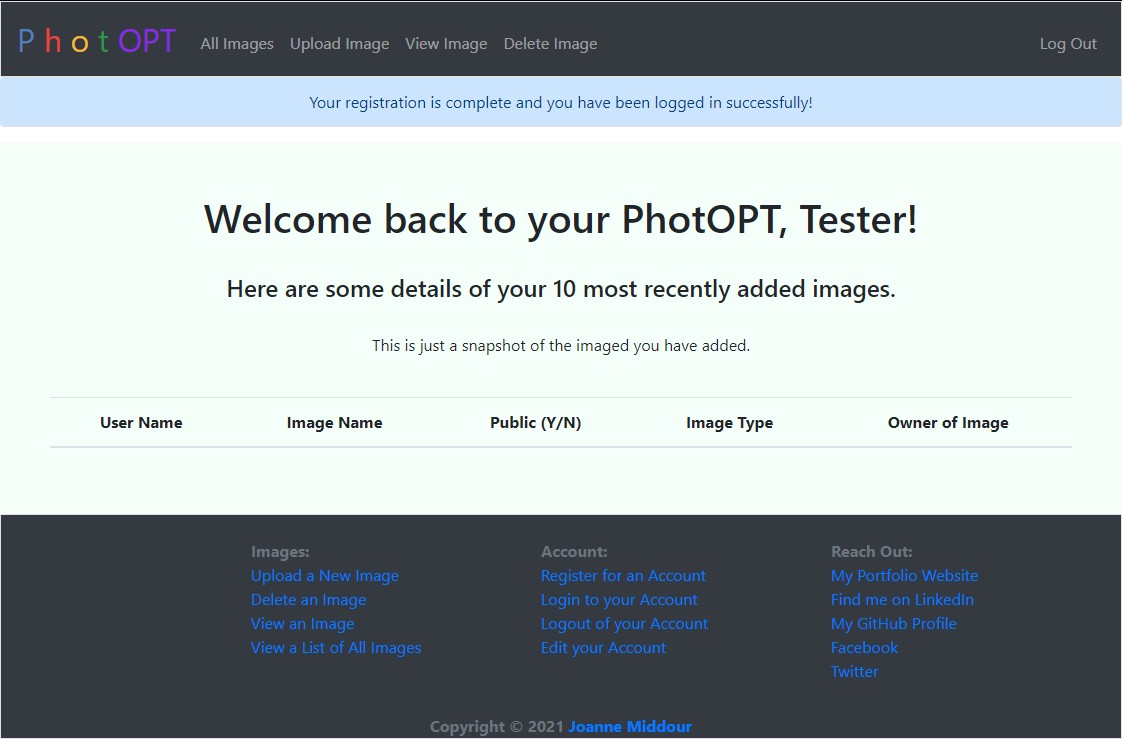 P h o t OPT All Images Upload Image View Image Delete Image Log Out
Your registration is complete and you have been logged in successfully!
Welcome back to your PhotOPT, Tester!
Here are some details of your 10 most recently added images.
This is just a snapshot of the imaged you have added.
User Name Image Name Public (Y/N) Image Type Owner of Image
Images:
Upload a New Image
Delete an Image
View an Image
View a List of All Images
Account:
Register for an Account
Login to your Account
Logout of your Account
Edit your Account
Reach Out:
My Portfolio Website
Find me on LinkedIn
My GitHub Profile
Facebook
Twitter
Copyright © 2021 Joanne Middour